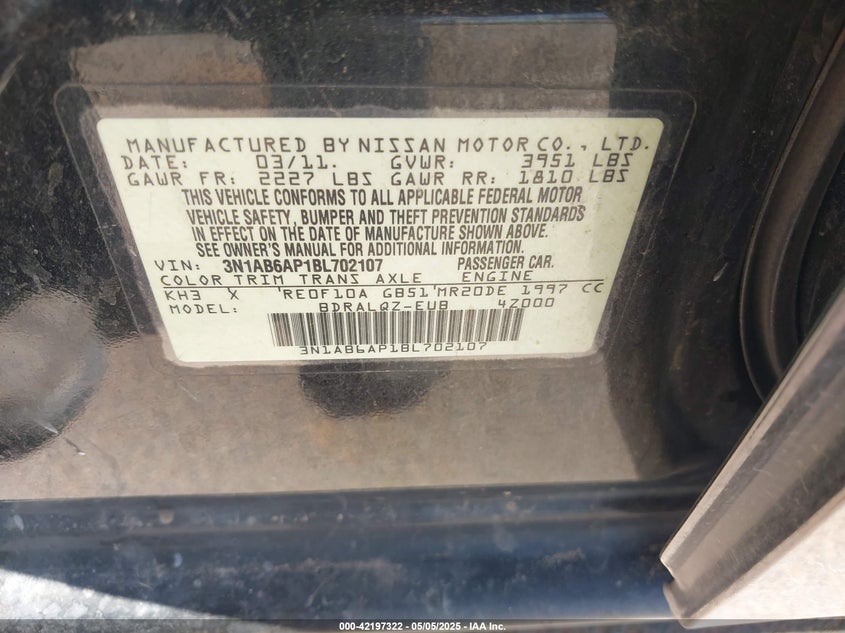 MANUFACTURED BY NISSAN MOTOR CO., LTD.
DATE: 03/11. GVWR: 3951 LBS
GAWR FR: 2227 LBS GAWR RR: 1810 LBS
THIS VEHICLE CONFORMS TO ALL APPLICABLE FEDERAL MOTOR
VEHICLE SAFETY, BUMPER AND THEFT PREVENTION STANDARDS
IN EFFECT ON THE DATE OF MANUFACTURE SHOWN ABOVE.
SEE OWNER'S MANUAL FOR ADDITIONAL INFORMATION.
VIN: 3N1AB6AP1BL702107 PASSENGER CAR.
COLOR TRIM TRANS AXLE ENGINE
KH3 X RE0F10A GB51 MR20DE 1997 CC
MODEL: BDRALQZ-EUB 4Z000
3N1AB6AP1BL702107
000-42197322 - 05/05/2025 - IAA Inc.